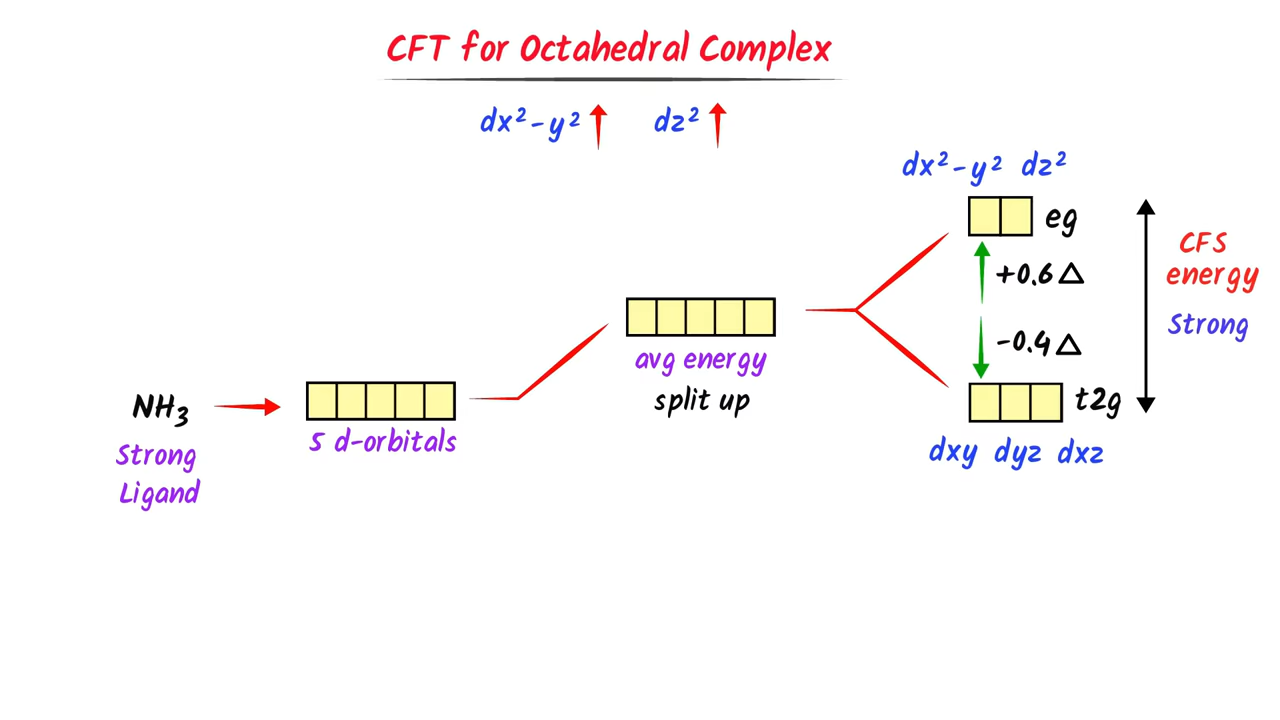 CFT for Octahedral Complex
dx²-y² dz²
dx²-y² dz²
eg
+0.6 △
CFS
energy
Strong
-0.4 △
avg energy
split up
t2g
dxy dyz dxz
NH₃
Strong
Ligand
5 d-orbitals